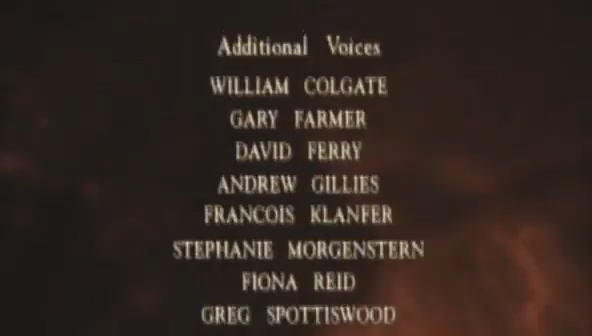 Additional Voices
WILLIAM COLGATE
GARY FARMER
DAVID FERRY
ANDREW GILLIES
FRANCOIS KLANFER
STEPHANIE MORGENSTERN
FIONA REID
GREG SPOTTISWOOD